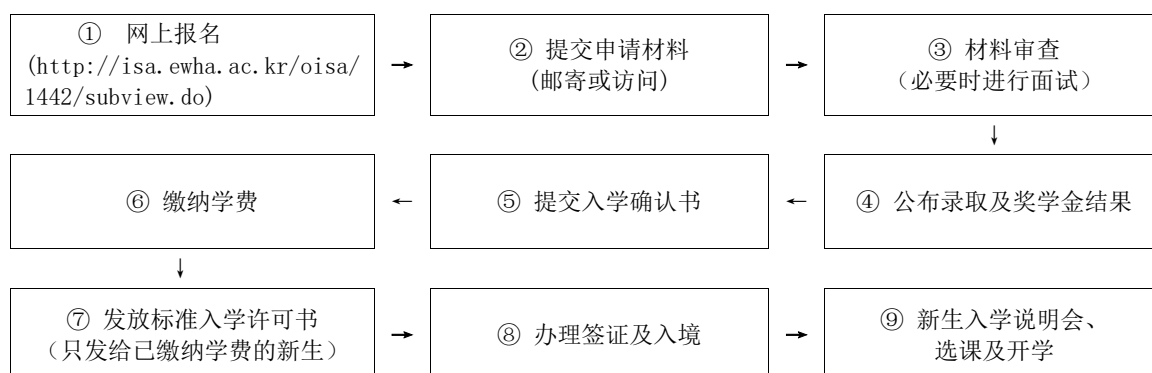 ① 网上报名
(http://isa.ewha.ac.kr/oisa/
1442/subview.do)
→
② 提交申请材料
(邮寄或访问)
→
③ 材料审查
（必要时进行面试）
↓
④ 公布录取及奖学金结果
←
⑤ 提交入学确认书
←
⑥ 缴纳学费
↓
⑦ 发放标准入学许可书
（只发给已缴纳学费的新生）
→
⑧ 办理签证及入境
→
⑨ 新生入学说明会、
选课及开学